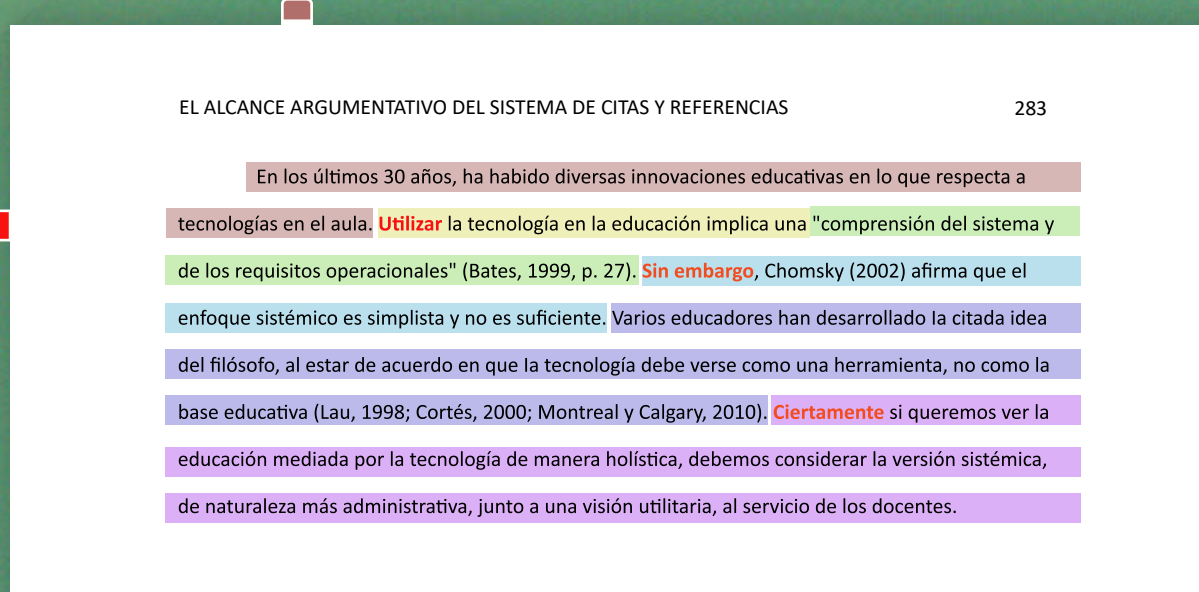 EL ALCANCE ARGUMENTATIVO DEL SISTEMA DE CITAS Y REFERENCIAS 283
En los últimos 30 años, ha habido diversas innovaciones educativas en lo que respecta a
tecnologías en el aula. Utilizar la tecnología en la educación implica una "comprensión del sistema y
de los requisitos operacionales" (Bates, 1999, p. 27). Sin embargo, Chomsky (2002) afirma que el
enfoque sistémico es simplista y no es suficiente. Varios educadores han desarrollado la citada idea
del filósofo, al estar de acuerdo en que la tecnología debe verse como una herramienta, no como la
base educativa (Lau, 1998; Cortés, 2000; Montreal y Calgary, 2010). Ciertamente si queremos ver la
educación mediada por la tecnología de manera holística, debemos considerar la versión sistémica,
de naturaleza más administrativa, junto a una visión utilitaria, al servicio de los docentes.